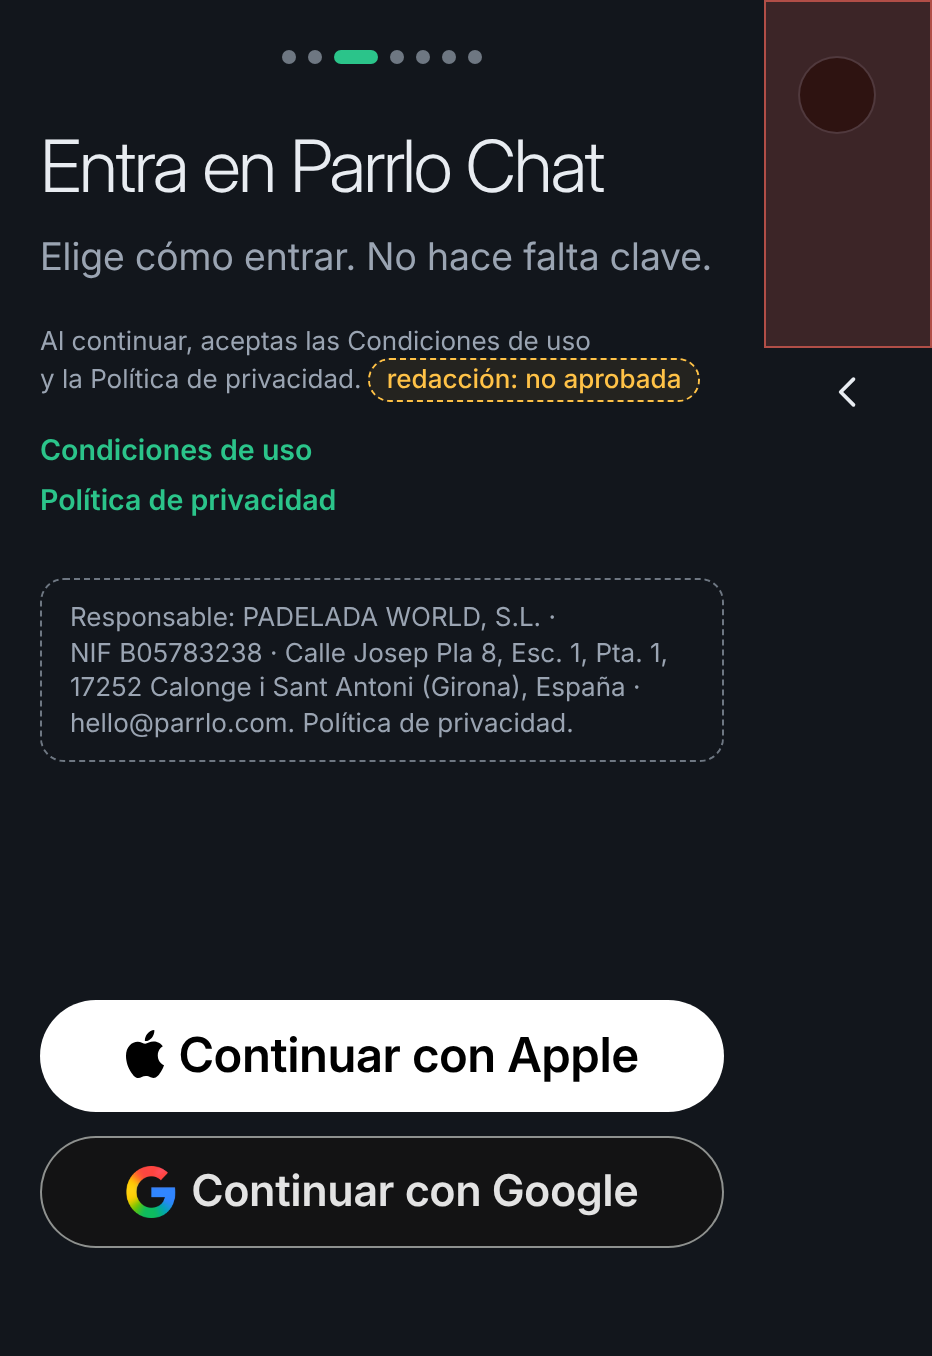 Entra en Parrlo Chat
Elige cómo entrar. No hace falta clave.
Al continuar, aceptas las Condiciones de uso
y la Política de privacidad. redacción: no aprobada
Condiciones de uso
Política de privacidad
Responsable: PADELADA WORLD, S.L. ·
NIF B05783238 · Calle Josep Pla 8, Esc. 1, Pta. 1,
17252 Calonge i Sant Antoni (Girona), España ·
hello@parrlo.com. Política de privacidad.
Continuar con Apple
Continuar con Google